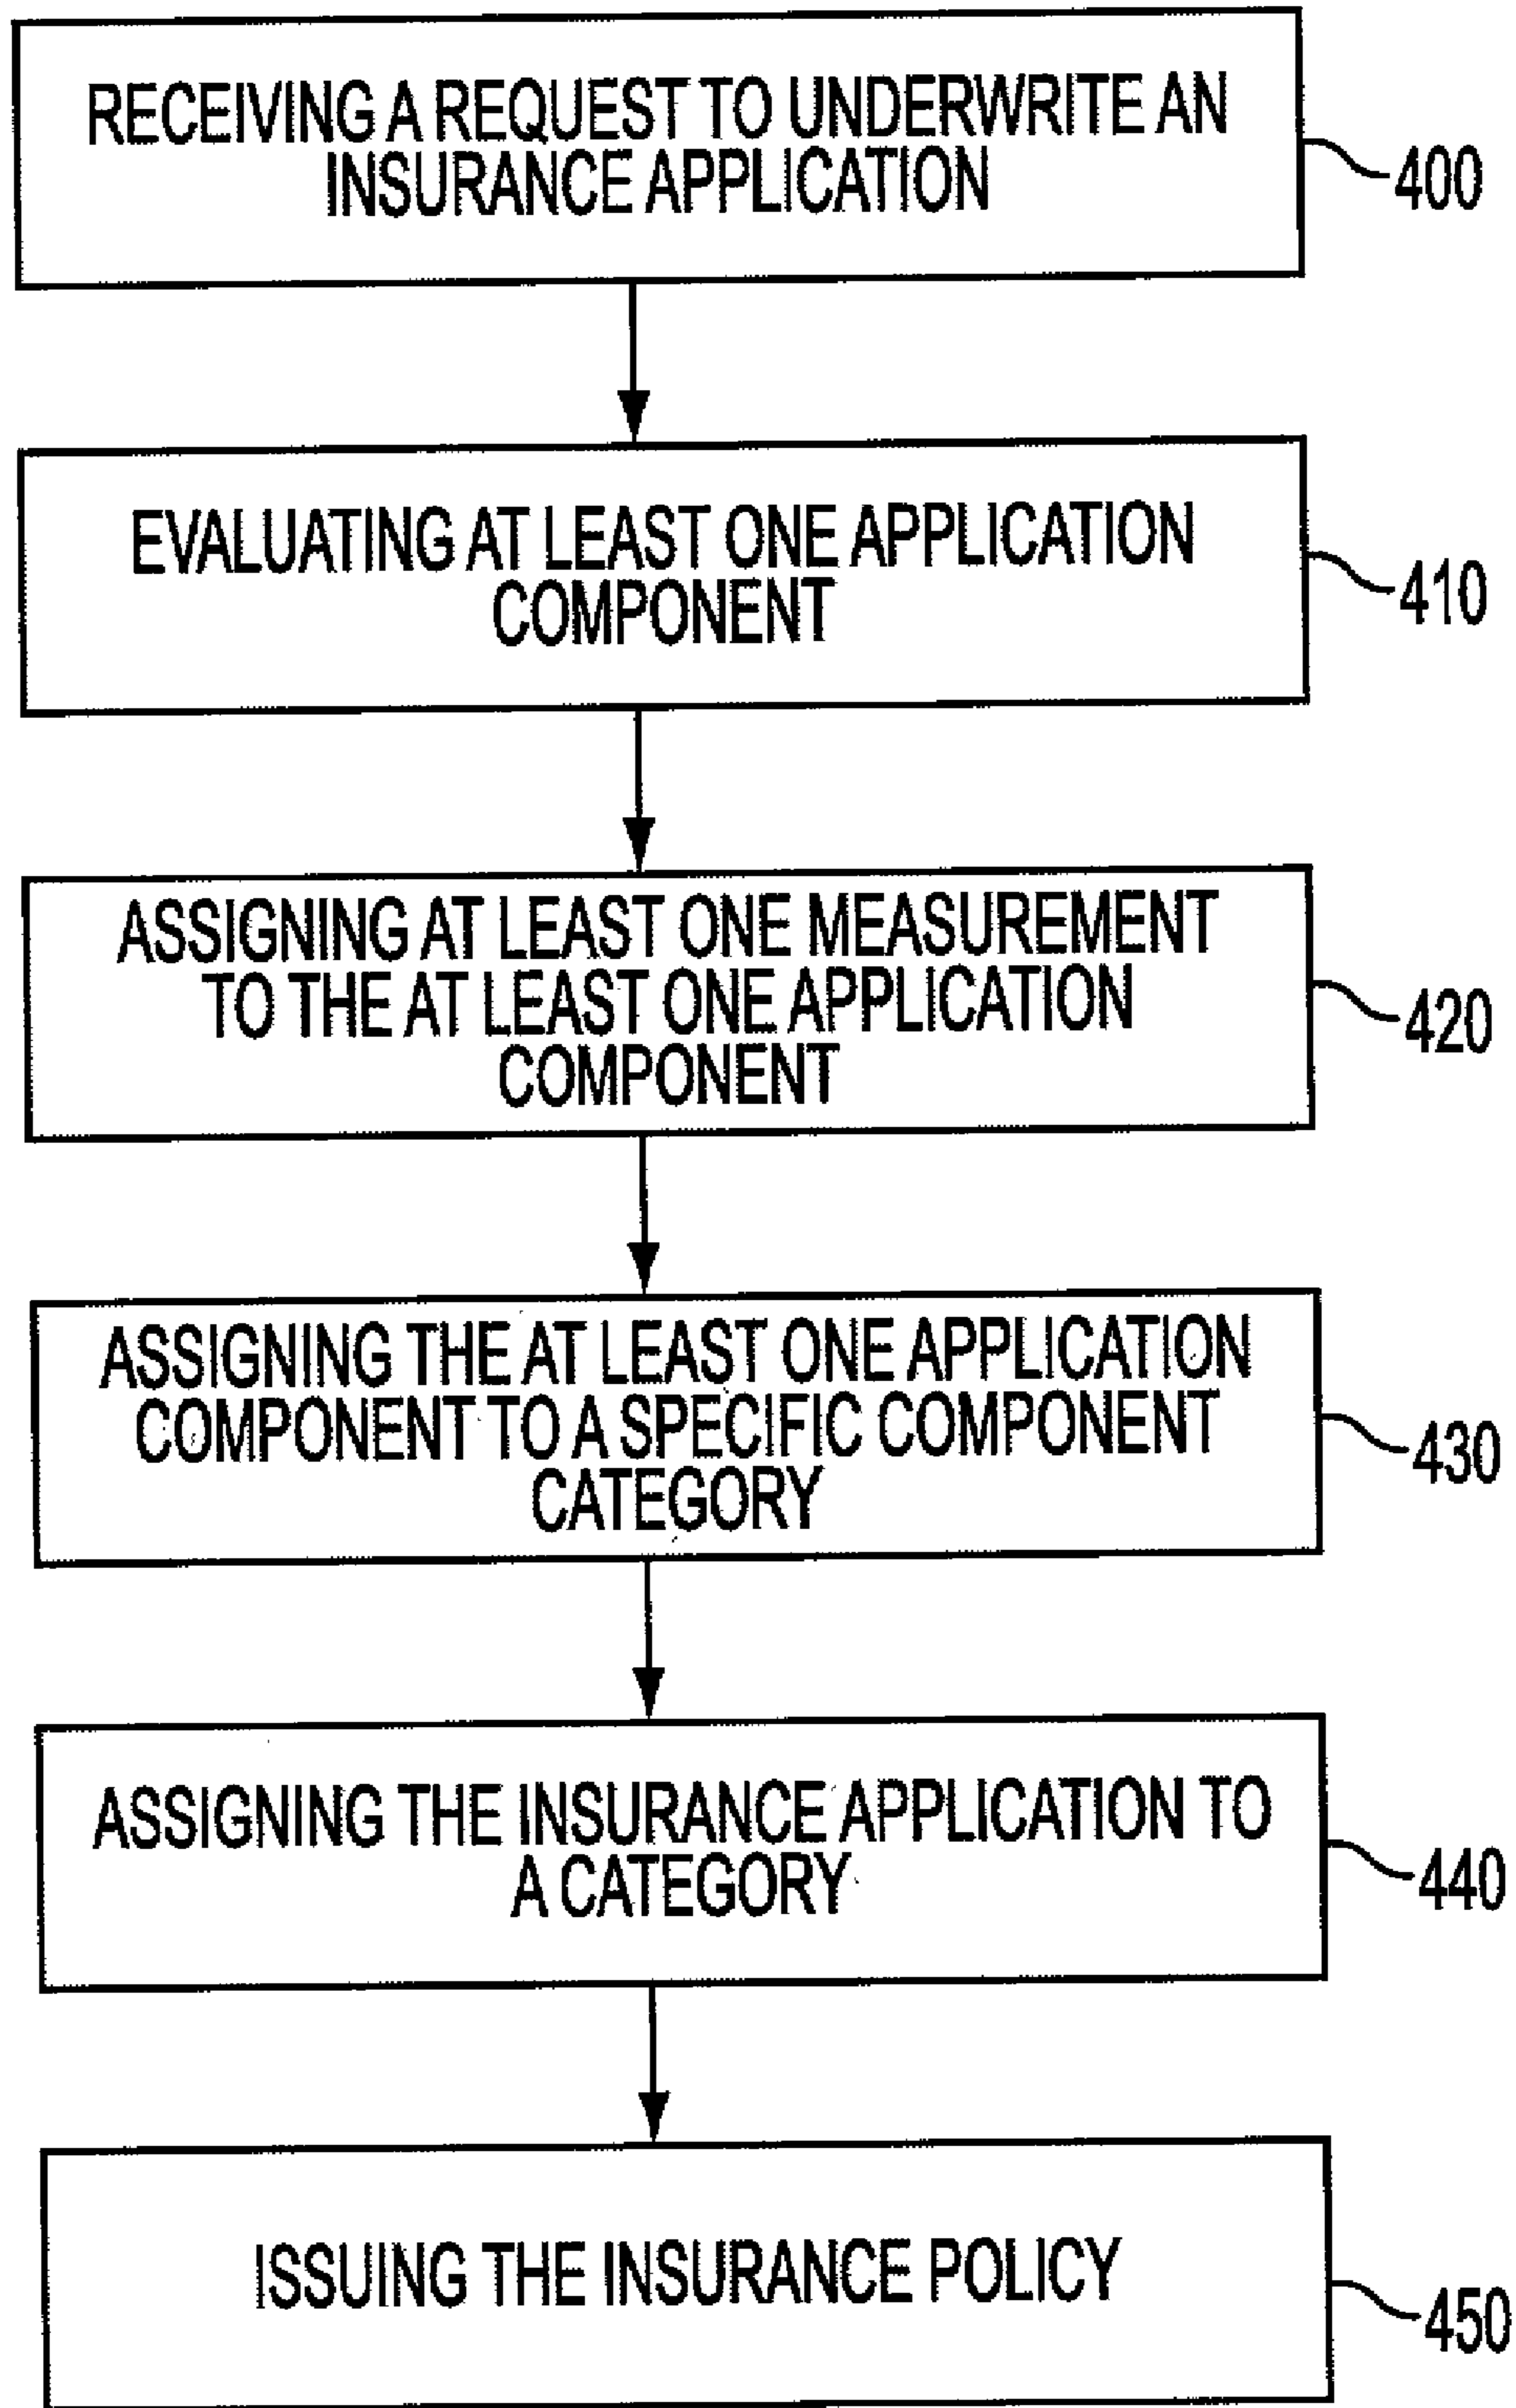 RECEIVING A REQUEST TO UNDERWRITE AN
INSURANCE APPLICATION
400
EVALUATING AT LEAST ONE APPLICATION
COMPONENT
410
ASSIGNING AT LEAST ONE MEASUREMENT
TO THE AT LEAST ONE APPLICATION
COMPONENT
420
ASSIGNING THE AT LEAST ONE APPLICATION
COMPONENT TO A SPECIFIC COMPONENT
CATEGORY
430
ASSIGNING THE INSURANCE APPLICATION TO
A CATEGORY
440
ISSUING THE INSURANCE POLICY
450